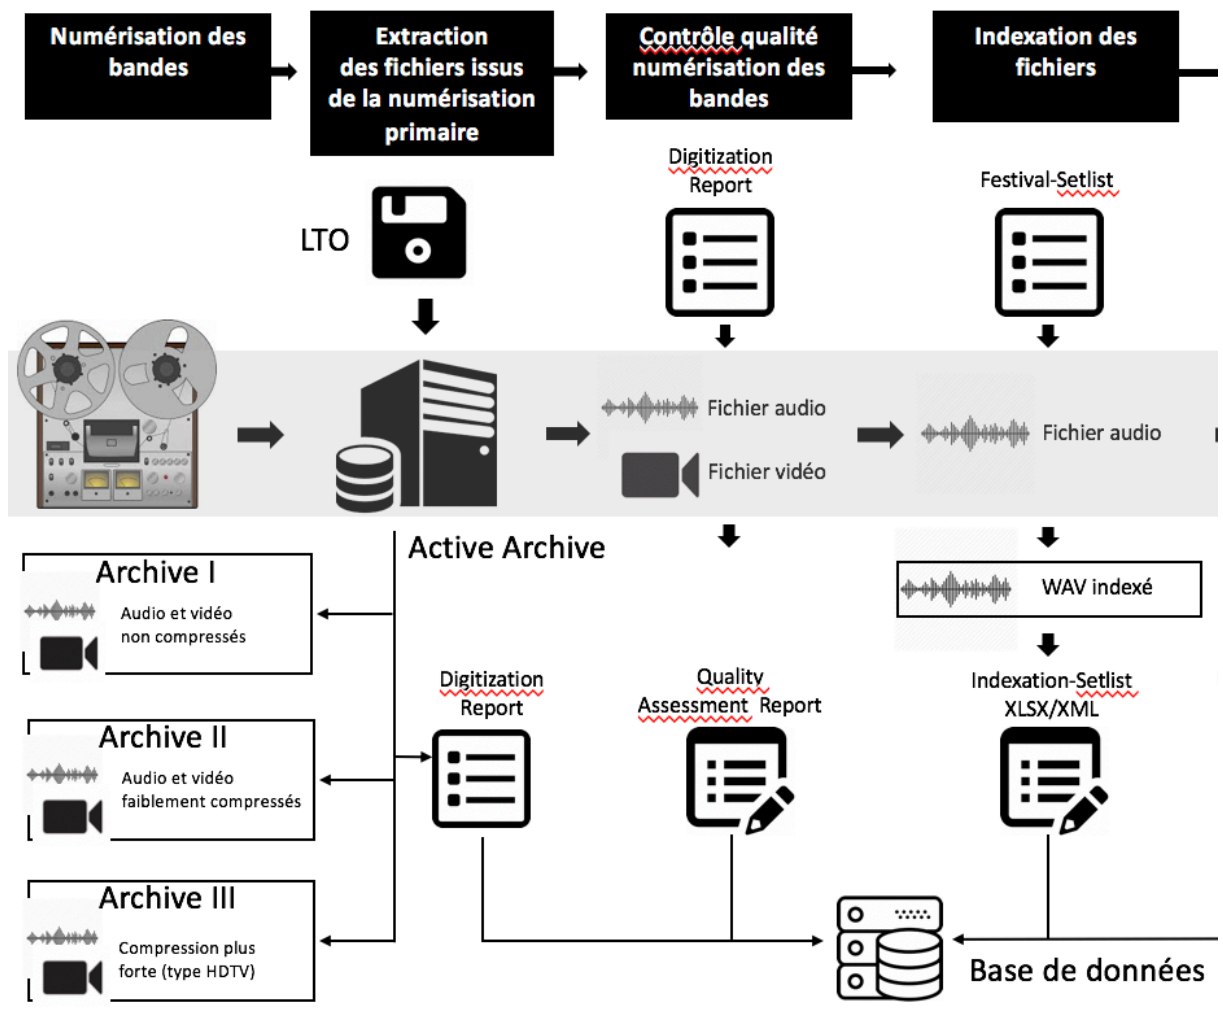 Numérisation des
bandes
Extraction
des fichiers issus
de la numérisation
primaire
Contrôle qualité
numérisation des
bandes
Indexation des
fichiers
LTO
Digitization
Report
Festival-Setlist
Fichier audio
Fichier vidéo
Fichier audio
Active Archive
Archive I
Audio et vidéo
non compressés
WAV indexé
Archive II
Audio et vidéo
faiblement compressés
Digitization
Report
Quality
Assessment Report
Indexation-Setlist
XLSX/XML
Archive III
Compression plus
forte (type HDTV)
Base de données